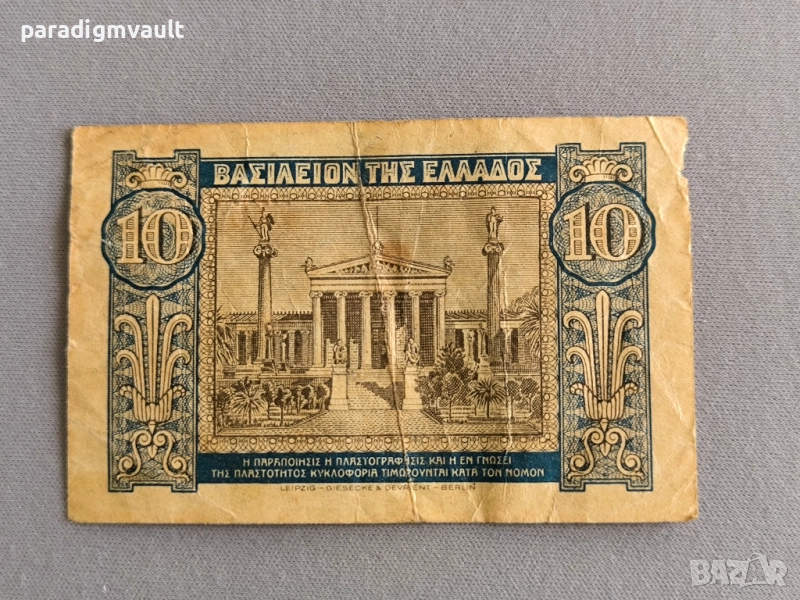 paradigmvault
ΒΑΣΙΛΕΙΟΝ ΤΗΣ ΕΛΛΑΔΟΣ
10
10
Η ΠΑΡΑΠΟΙΗΣΙΣ Η ΠΛΑΣΤΟΓΡΑΦΗΣΙΣ ΚΑΙ Η ΕΝ ΓΝΩΣΕΙ
ΤΗΣ ΠΛΑΣΤΟΤΗΤΟΣ ΚΥΚΛΟΦΟΡΙΑ ΤΙΜΩΡΟΥΝΤΑΙ ΚΑΤΑ ΤΟΝ ΝΟΜΟΝ
LEIPZIG – GIESECKE & DEVRIENT – BERLIN
BAZAR